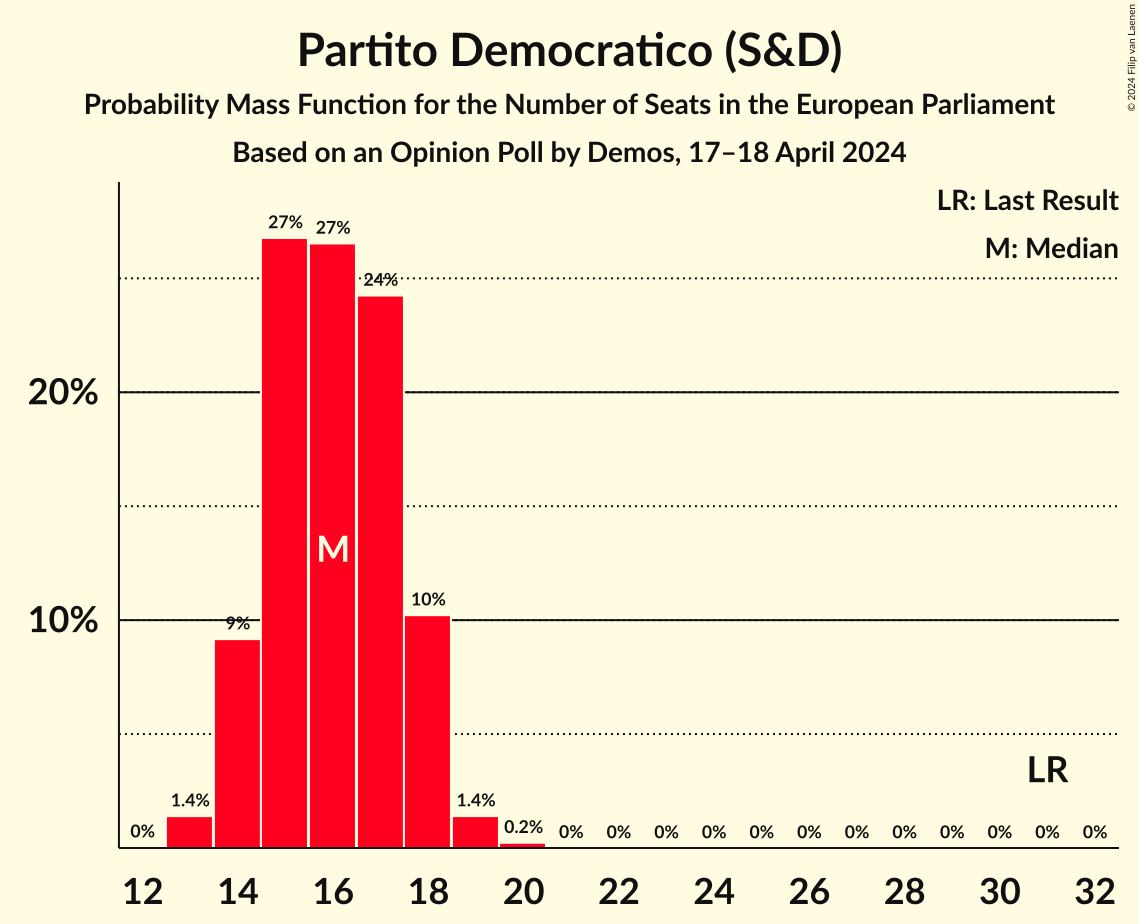 Partito Democratico (S&D)
Probability Mass Function for the Number of Seats in the European Parliament
Based on an Opinion Poll by Demos, 17–18 April 2024
© 2024 Filip van Laenen
LR: Last Result
M: Median
27%
27%
24%
20%
M
10%
10%
9%
LR
1.4%
1.4%
0%
0.2%
0%
0%
0%
0%
0%
0%
0%
0%
0%
0%
0%
0%
12 14 16 18 20 22 24 26 28 30 32